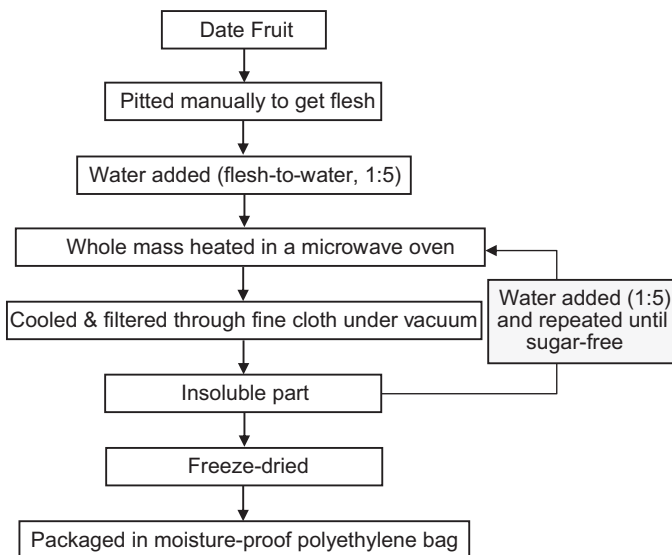 Date Fruit
Pitted manually to get flesh
Water added (flesh-to-water, 1:5)
Whole mass heated in a microwave oven
Cooled & filtered through fine cloth under vacuum
Water added (1:5)
and repeated until
sugar-free
Insoluble part
Freeze-dried
Packaged in moisture-proof polyethylene bag